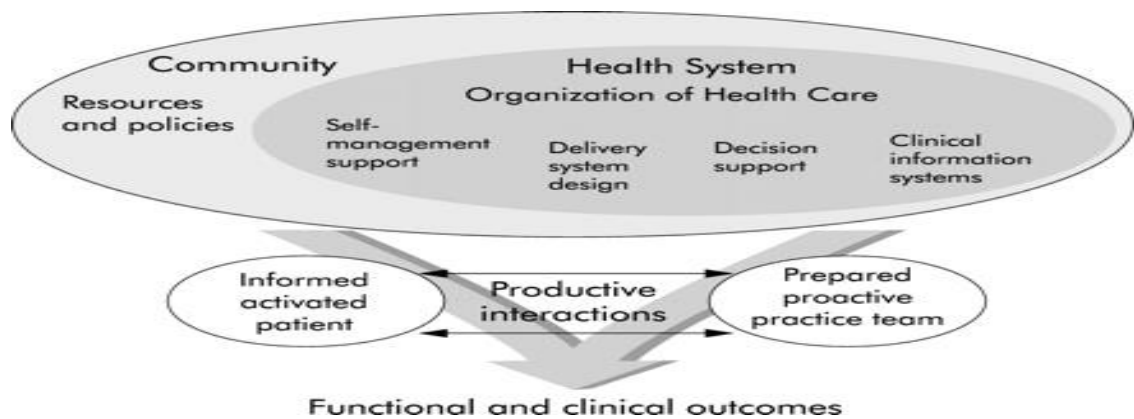 Community
Health System
Resources
and policies
Organization of Health Care
Self-
management
support
Delivery
system
design
Decision
support
Clinical
information
systems
Informed
activated
patient
Productive
interactions
Prepared
proactive
practice team
Functional and clinical outcomes